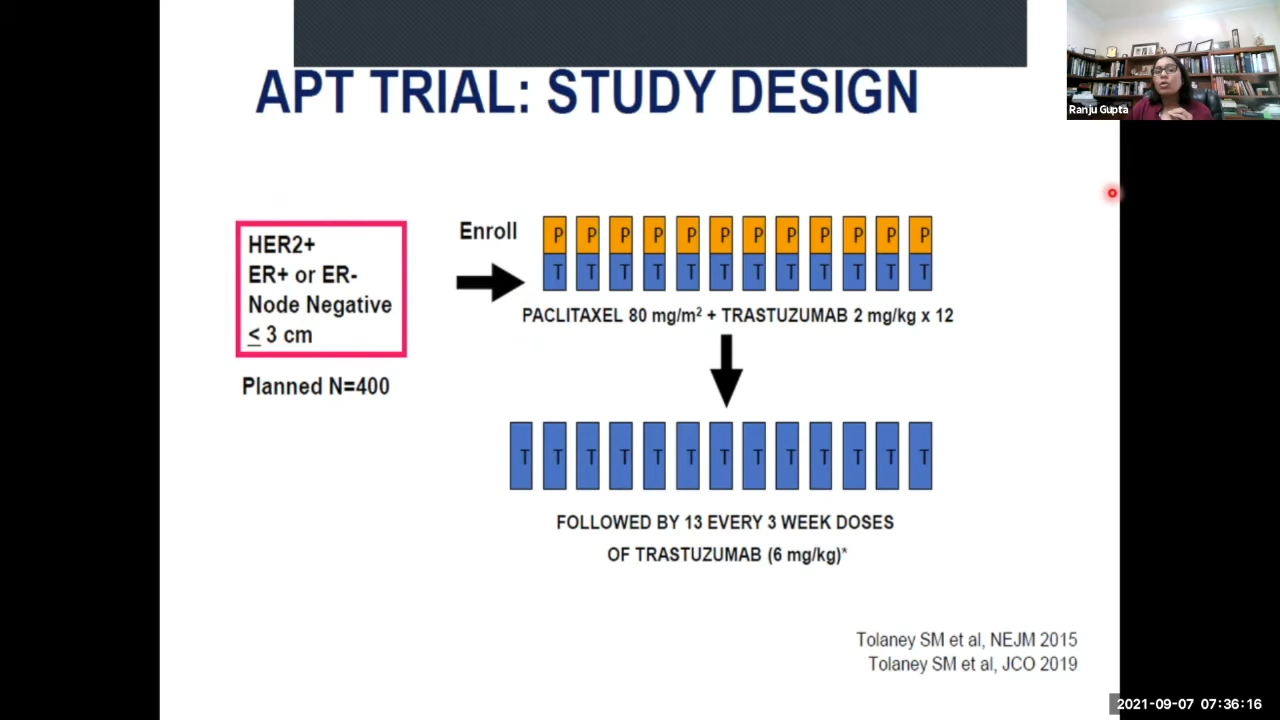 APT TRIAL: STUDY DESIGN
Ranju Gupta
HER2+
ER+ or ER-
Node Negative
≤ 3 cm
Planned N=400
Enroll
P P P P P P P P P P P P
T T T T T T T T T T T T
PACLITAXEL 80 mg/m² + TRASTUZUMAB 2 mg/kg x 12
T T T T T T T T T T T T T
FOLLOWED BY 13 EVERY 3 WEEK DOSES
OF TRASTUZUMAB (6 mg/kg)*
Tolaney SM et al, NEJM 2015
Tolaney SM et al, JCO 2019
2021-09-07 07:36:16